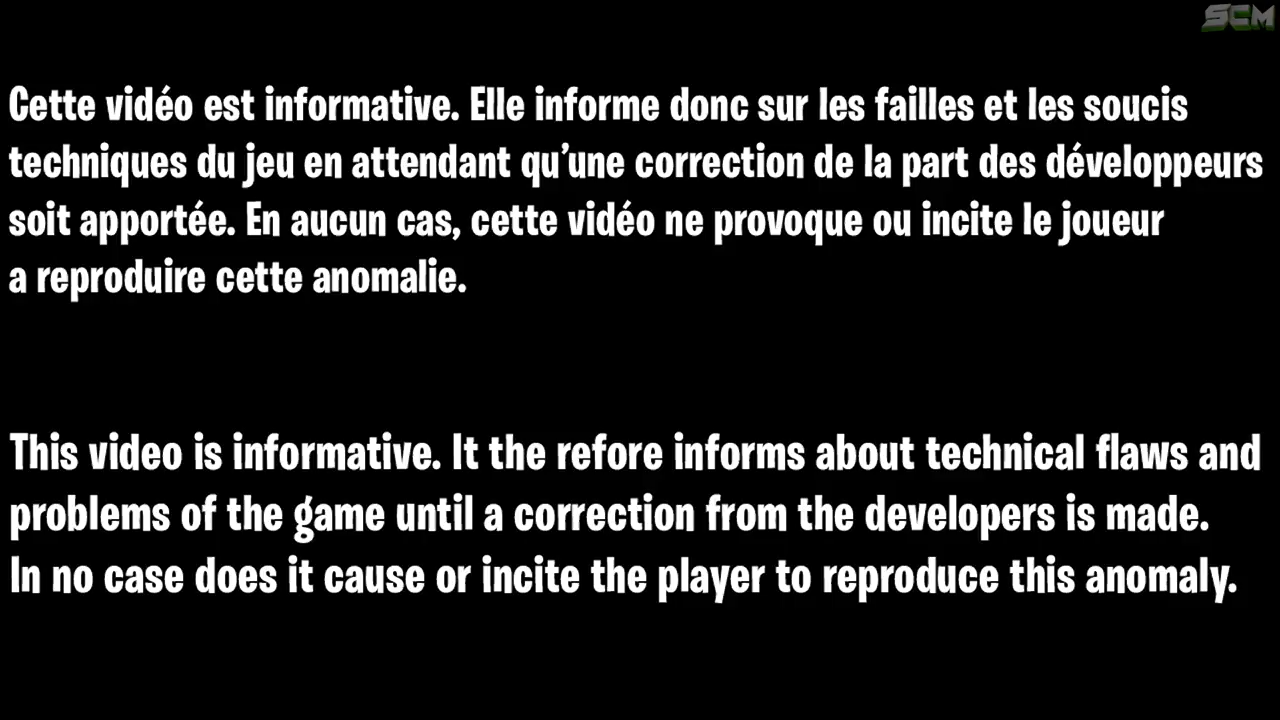 SCM
Cette vidéo est informative. Elle informe donc sur les failles et les soucis
techniques du jeu en attendant qu'une correction de la part des développeurs
soit apportée. En aucun cas, cette vidéo ne provoque ou incite le joueur
a reproduire cette anomalie.
This video is informative. It the refore informs about technical flaws and
problems of the game until a correction from the developers is made.
In no case does it cause or incite the player to reproduce this anomaly.